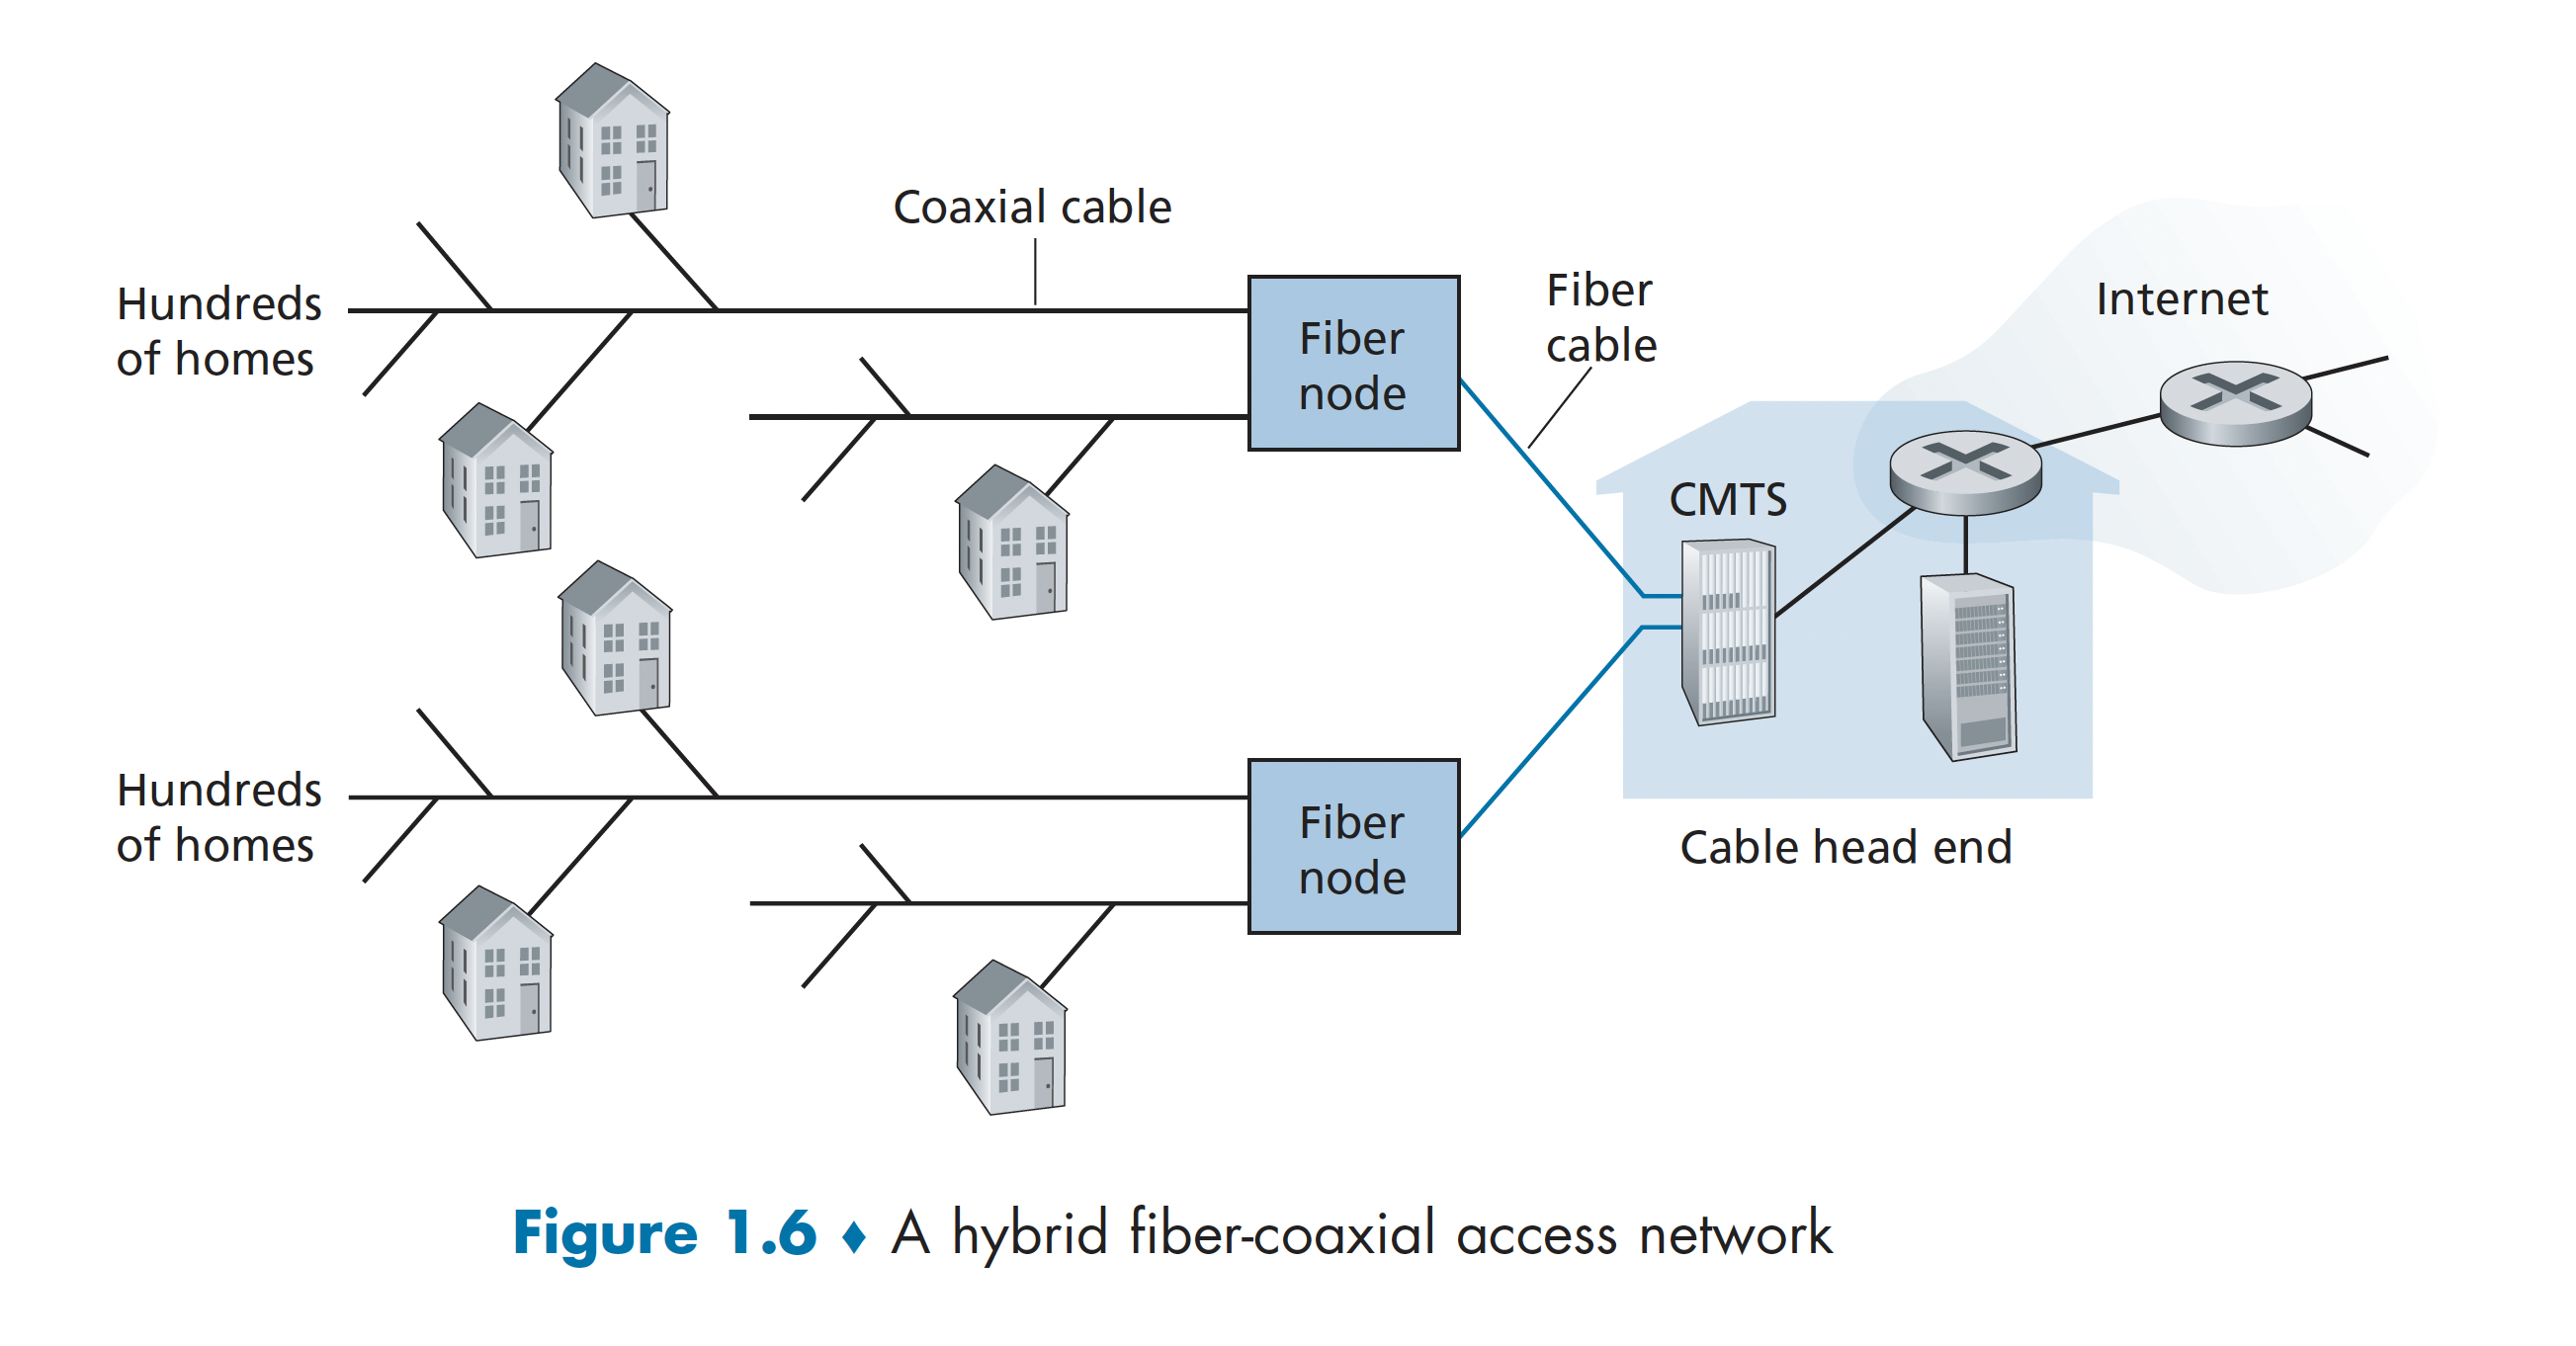 Coaxial cable
Hundreds
of homes
Fiber
node
Fiber
cable
Internet
CMTS
Hundreds
of homes
Fiber
node
Cable head end
Figure 1.6 ♦ A hybrid fiber-coaxial access network